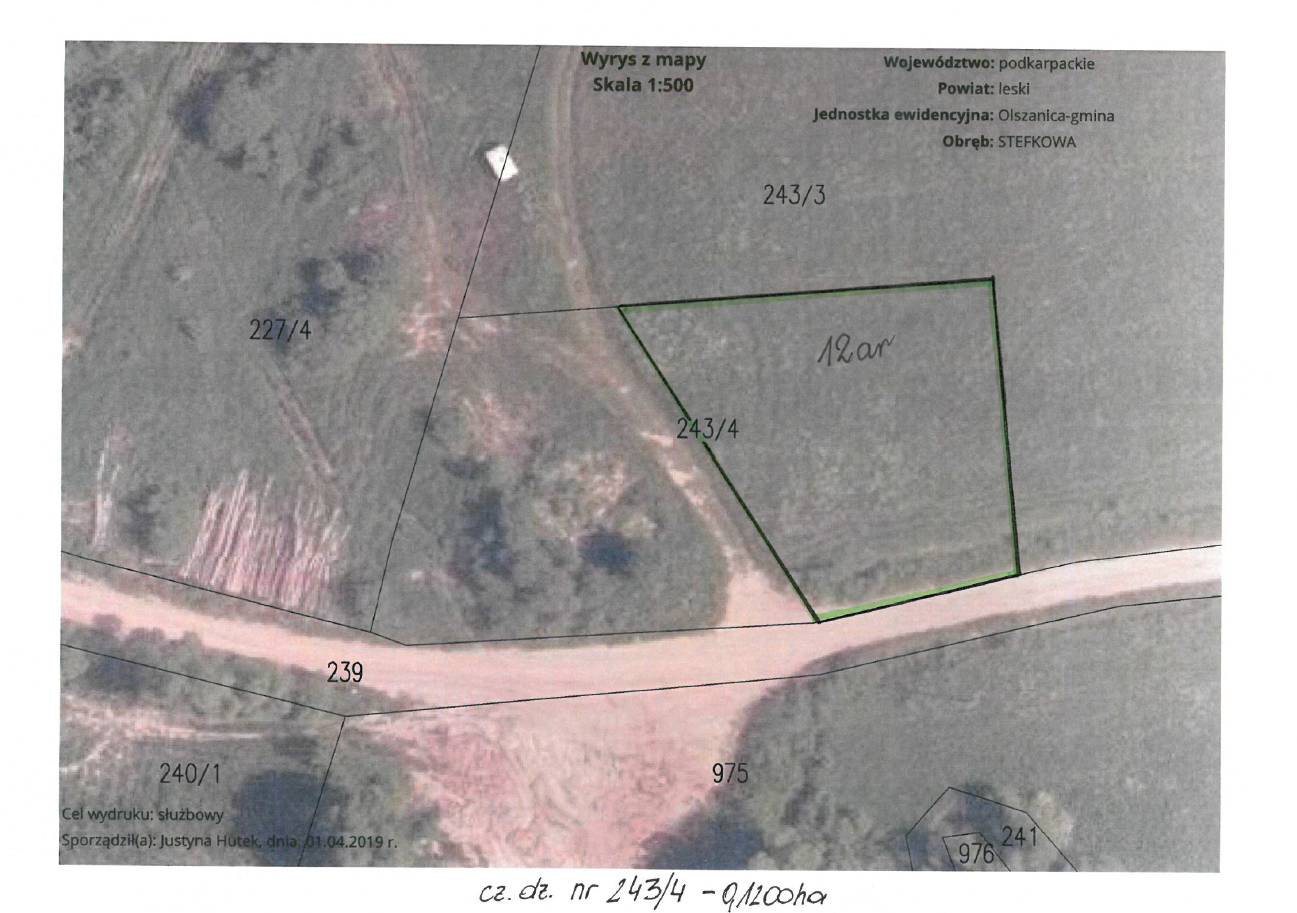 Wyrys z mapy
Skala 1:500
Województwo: podkarpackie
Powiat: leski
Jednostka ewidencyjna: Olszanica-gmina
Obręb: STEFKOWA
243/3
227/4
12ar
243/4
239
240/1
975
241
976
Cel wydruku: służbowy
Sporządził(a): Justyna Hutek, dnia: 01.04.2019 r.
cz. dz. nr 243/4 - 0,1200ha